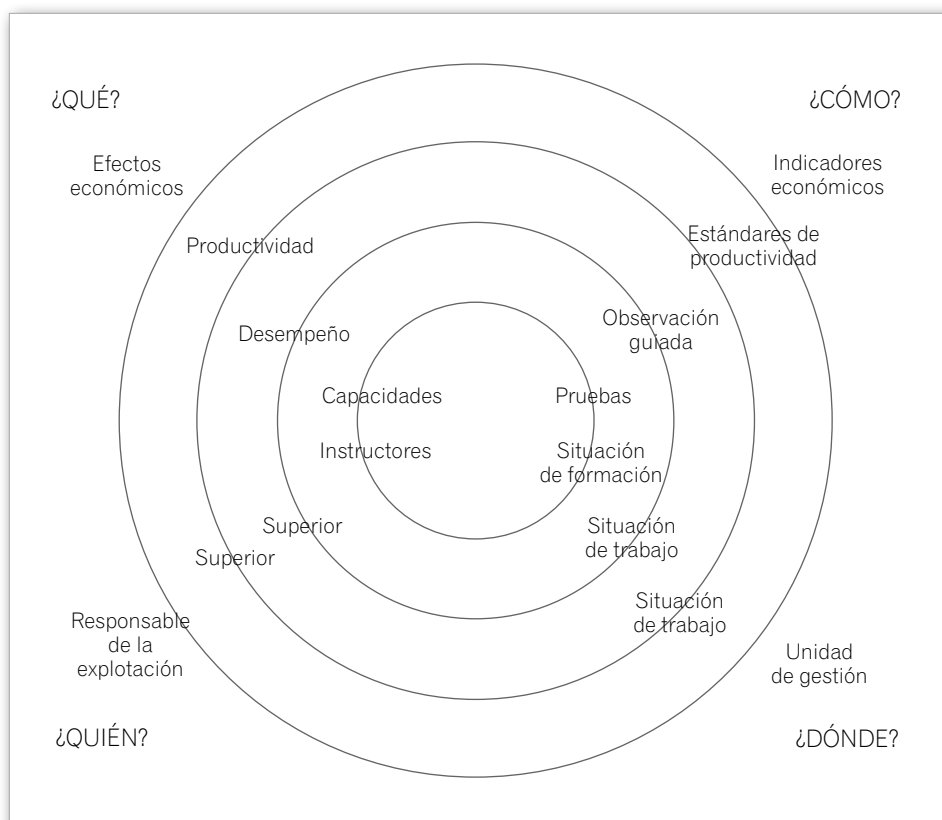 ¿QUÉ?
¿CÓMO?
Efectos
económicos
Indicadores
económicos
Productividad
Estándares de
productividad
Desempeño
Observación
guiada
Capacidades
Pruebas
Instructores
Situación
de formación
Superior
Situación
de trabajo
Superior
Situación
de trabajo
Responsable
de la
explotación
Unidad
de gestión
¿QUIÉN?
¿DÓNDE?